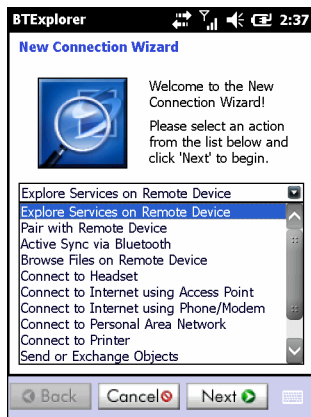 BTExplorer 2:37
New Connection Wizard
Welcome to the New
Connection Wizard!
Please select an action
from the list below and
click 'Next' to begin.
Explore Services on Remote Device
Explore Services on Remote Device
Pair with Remote Device
Active Sync via Bluetooth
Browse Files on Remote Device
Connect to Headset
Connect to Internet using Access Point
Connect to Internet using Phone/Modem
Connect to Personal Area Network
Connect to Printer
Send or Exchange Objects
Back Cancel Next